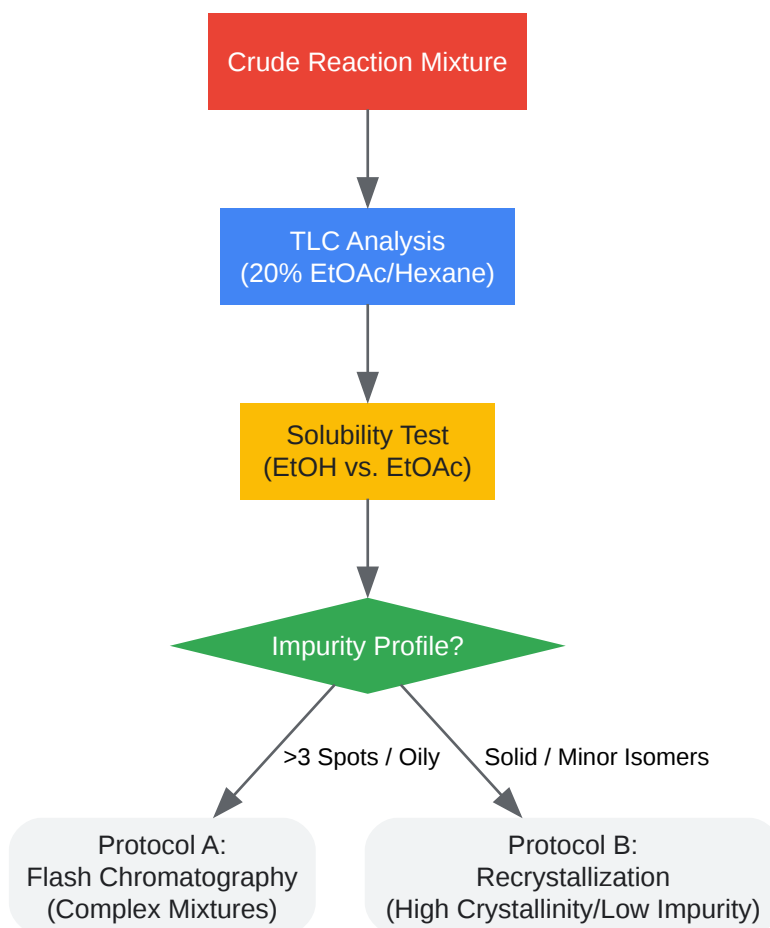 Crude Reaction Mixture
TLC Analysis
(20% EtOAc/Hexane)
Solubility Test
(EtOH vs. EtOAc)
Impurity Profile?
>3 Spots / Oily
Solid / Minor Isomers
Protocol A:
Flash Chromatography
(Complex Mixtures)
Protocol B:
Recrystallization
(High Crystallinity/Low Impurity)